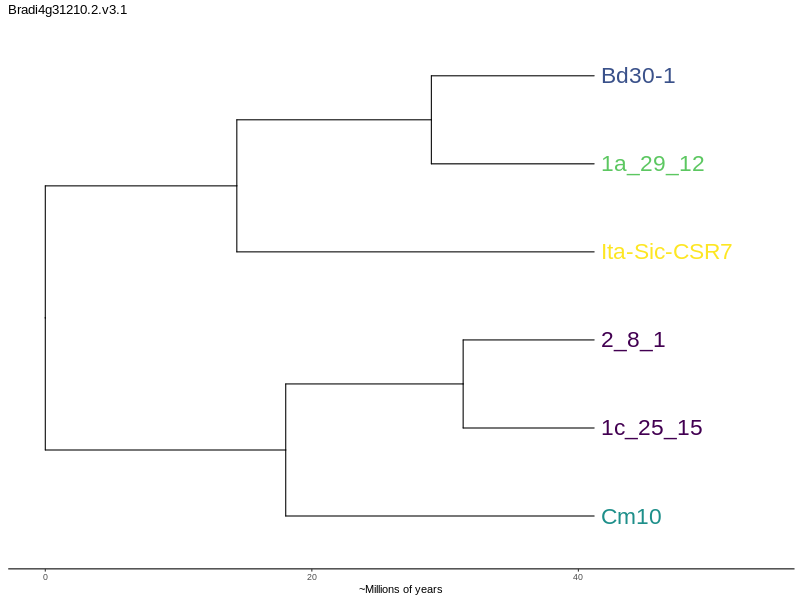 Bradi4g31210.2.v3.1
Bd30-1
1a_29_12
Ita-Sic-CSR7
2_8_1
1c_25_15
Cm10
0 20 40
~Millions of years